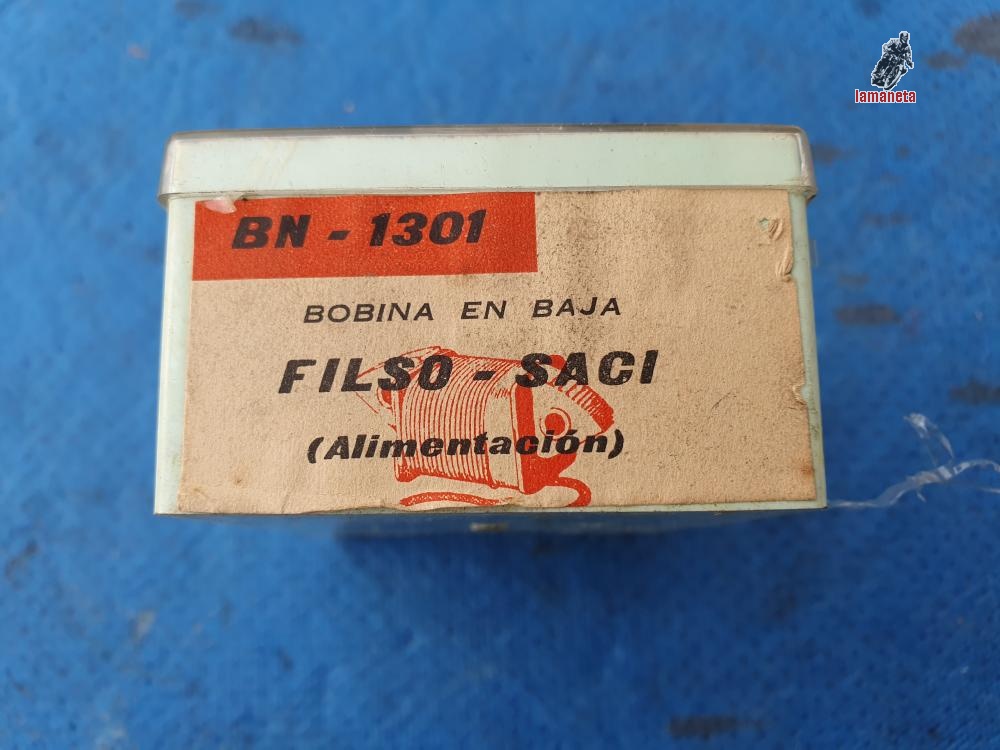 lamaneta
BN - 1301
BOBINA EN BAJA
FILSO - SACI
(Alimentación)